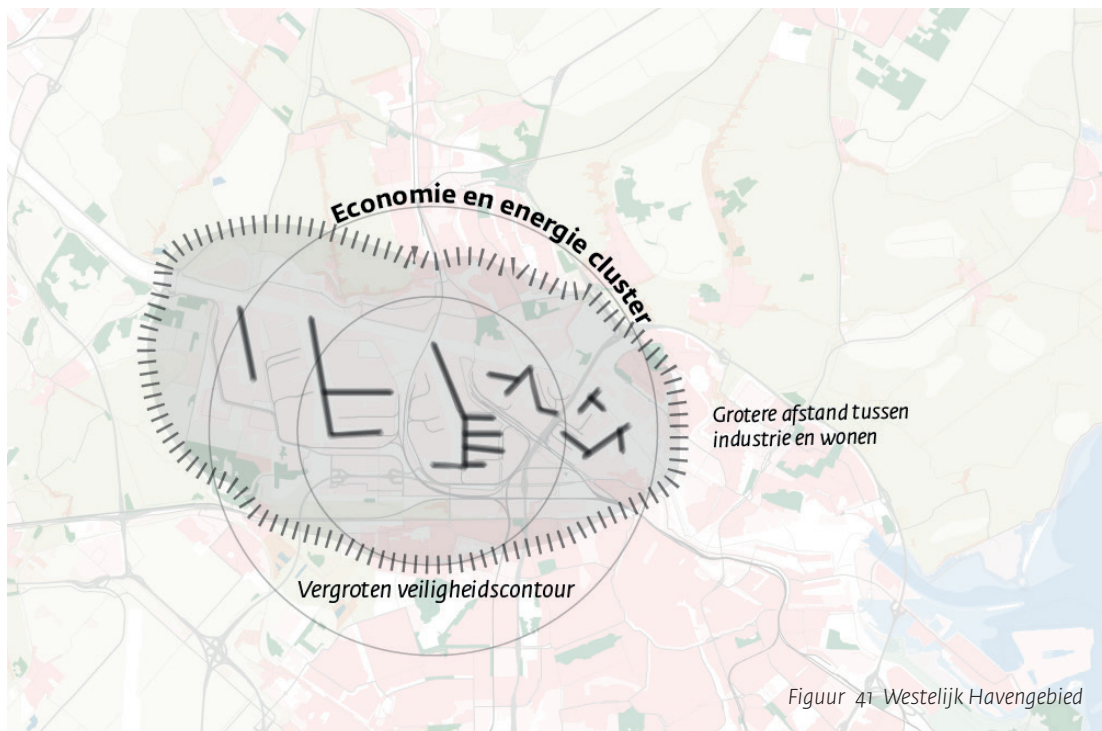 Economie en energie cluster
Grotere afstand tussen
industrie en wonen
Vergroten veiligheidscontour
Figuur 41 Westelijk Havengebied